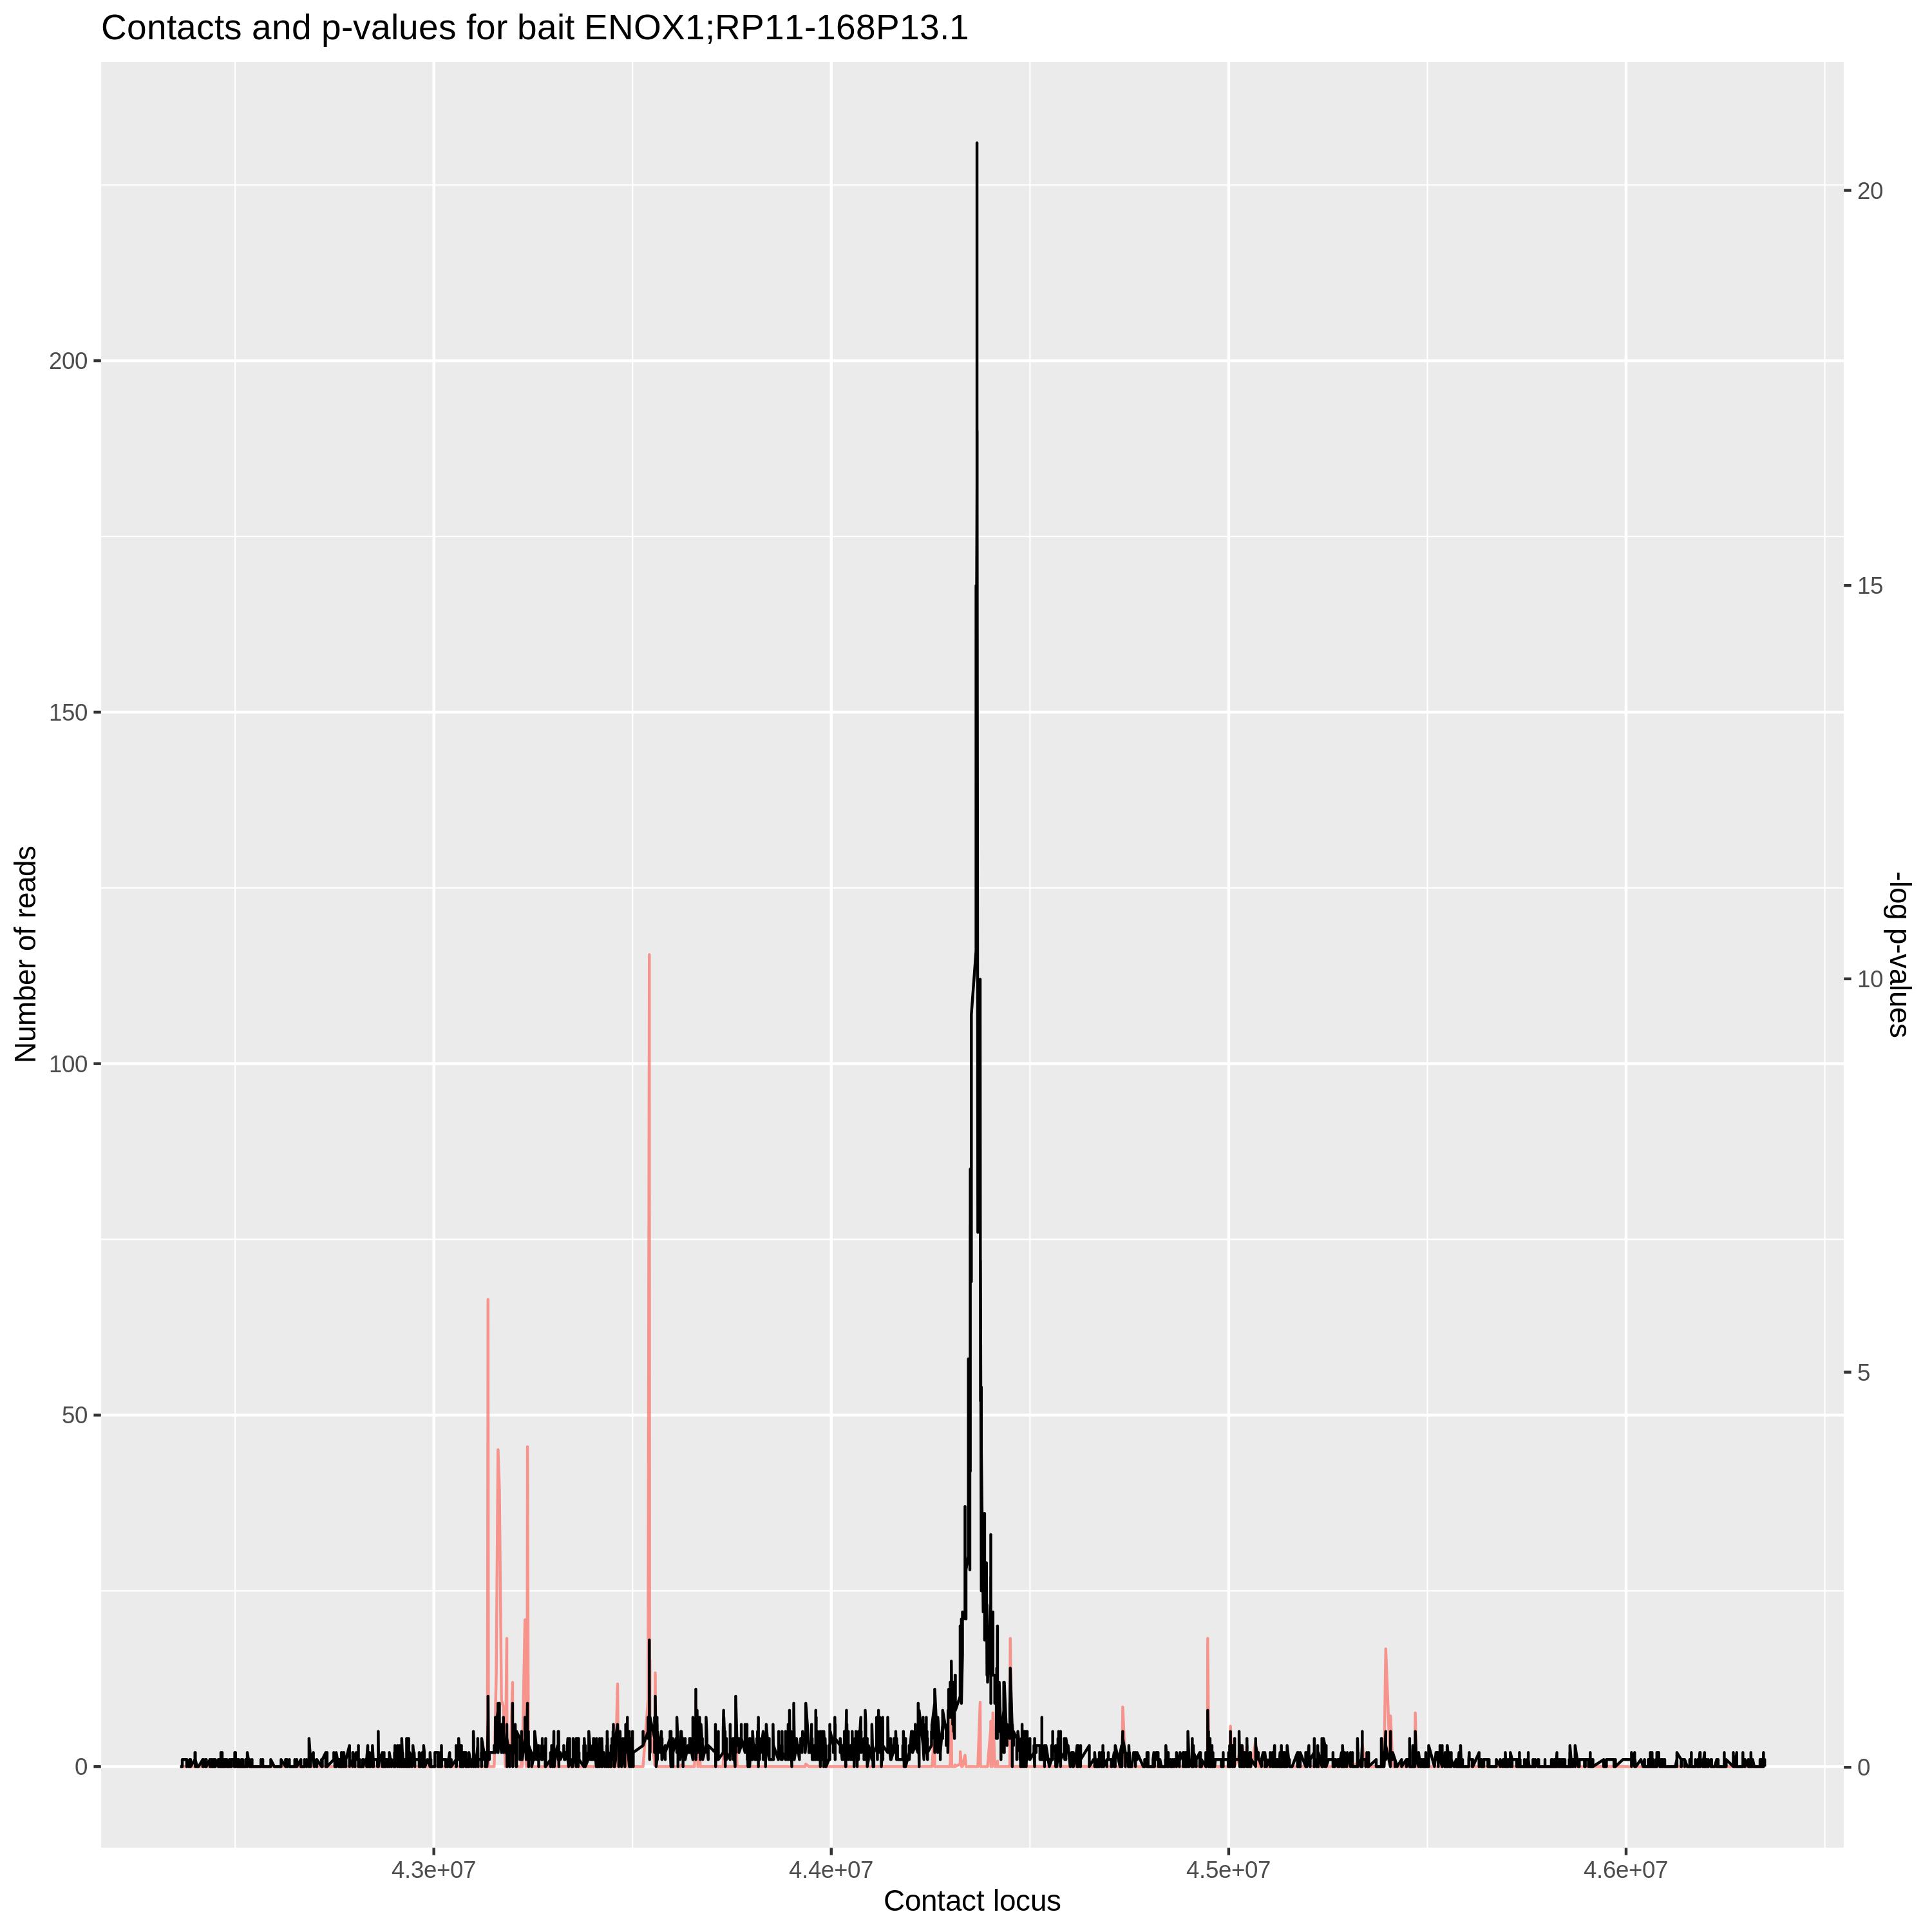 Contacts and p-values for bait ENOX1;RP11-168P13.1
Number of reads
200
150
100
50
0
20
15
10
5
0
-log p-values
4.3e+07
4.4e+07
4.5e+07
4.6e+07
Contact locus